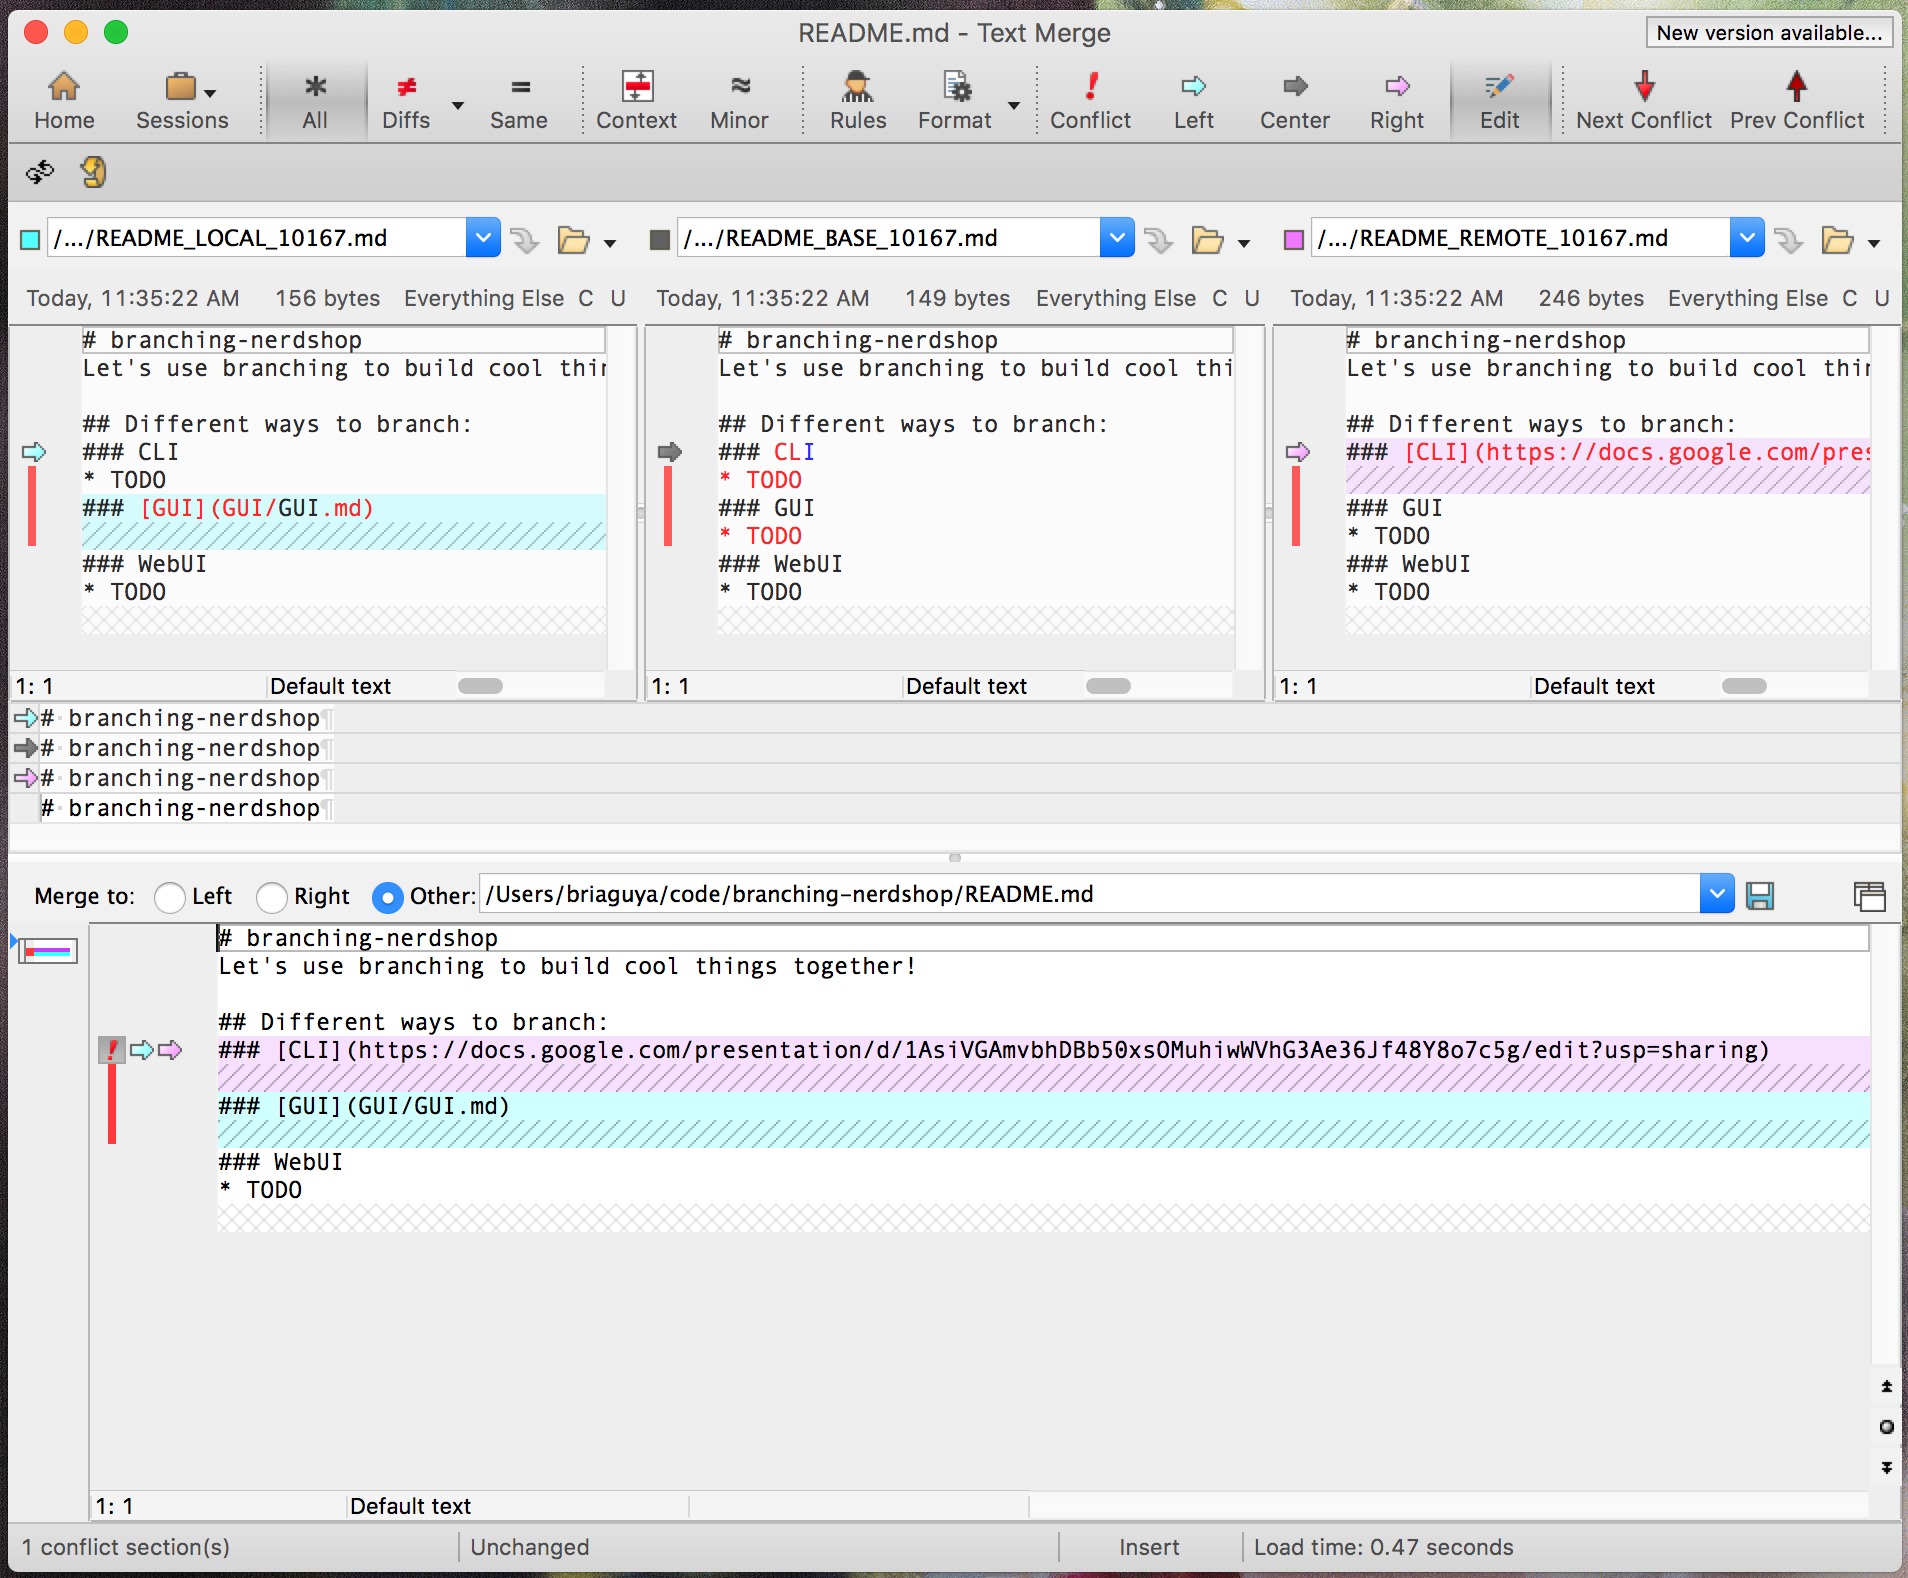 README.md - Text Merge
New version available...
Home Sessions All Diffs Same Context Minor Rules Format Conflict Left Center Right Edit Next Conflict Prev Conflict
/.../README_LOCAL_10167.md /.../README_BASE_10167.md /.../README_REMOTE_10167.md
Today, 11:35:22 AM 156 bytes Everything Else C U Today, 11:35:22 AM 149 bytes Everything Else C U Today, 11:35:22 AM 246 bytes Everything Else C U
# branching-nerdshop
Let's use branching to build cool thin
## Different ways to branch:
### CLI
* TODO
### [GUI](GUI/GUI.md)
### WebUI
* TODO
1: 1 Default text
# branching-nerdshop
Let's use branching to build cool thi
## Different ways to branch:
### CLI
* TODO
### GUI
* TODO
### WebUI
* TODO
1: 1 Default text
# branching-nerdshop
Let's use branching to build cool thin
## Different ways to branch:
### [CLI](https://docs.google.com/pres
### GUI
* TODO
### WebUI
* TODO
1: 1 Default text
# branching-nerdshop¶
# branching-nerdshop¶
# branching-nerdshop¶
# branching-nerdshop¶
Merge to: Left Right Other: /Users/briaguya/code/branching-nerdshop/README.md
# branching-nerdshop
Let's use branching to build cool things together!
## Different ways to branch:
### [CLI](https://docs.google.com/presentation/d/1AsiVGAmvbhDBb50xsOMuhiwWVhG3Ae36Jf48Y8o7c5g/edit?usp=sharing)
### [GUI](GUI/GUI.md)
### WebUI
* TODO
1: 1 Default text
1 conflict section(s) Unchanged Insert Load time: 0.47 seconds